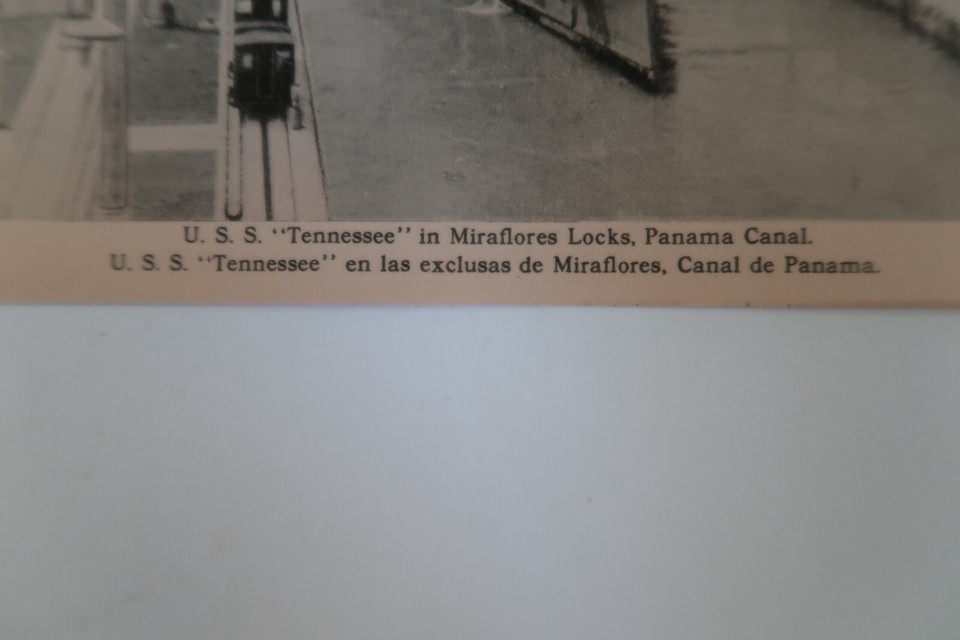 U. S. S. "Tennessee" in Miraflores Locks, Panama Canal.
U. S. S. "Tennessee" en las exclusas de Miraflores, Canal de Panama.